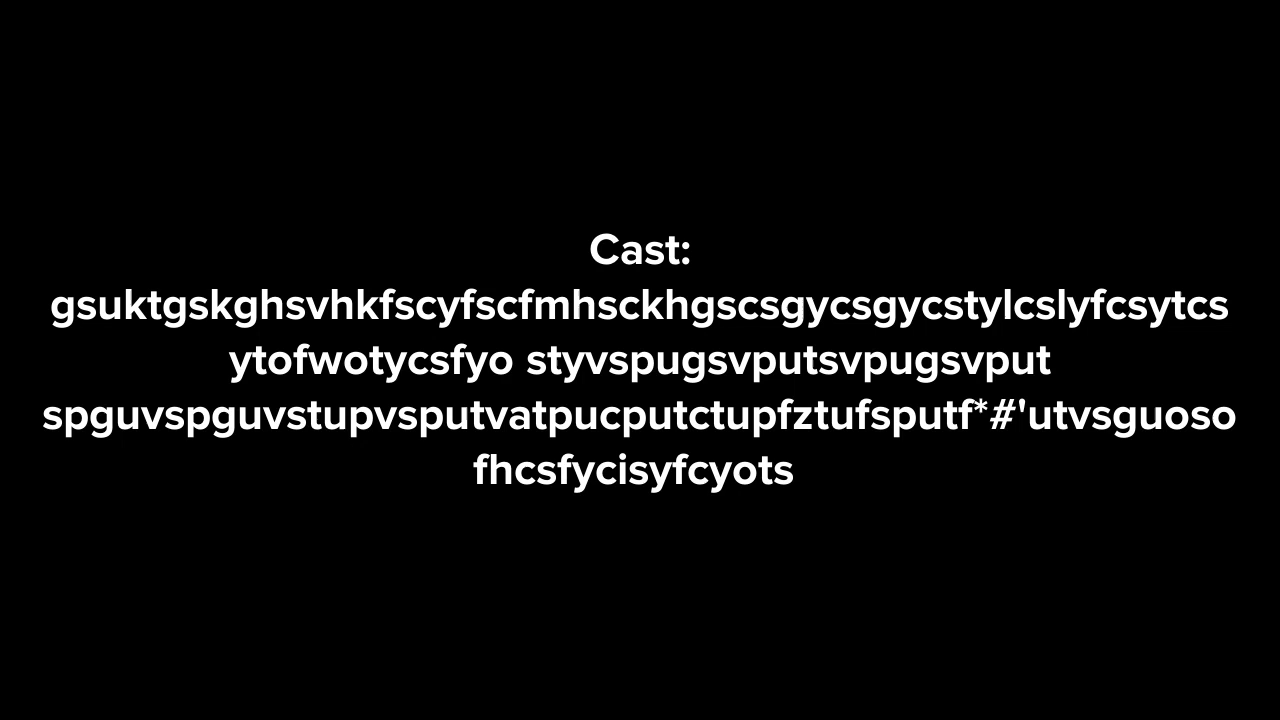 Cast:
gsuktgskghsvhkfscyfscfmhsckhgscsgycsgycstylcslyfcsytcs
ytofwotycsfyo styvspugsvputsvpugsvput
spguvspguvstupvsputvatpucputctupfztufsputf*#'utvsguoso
fhcsfycisyfcyots